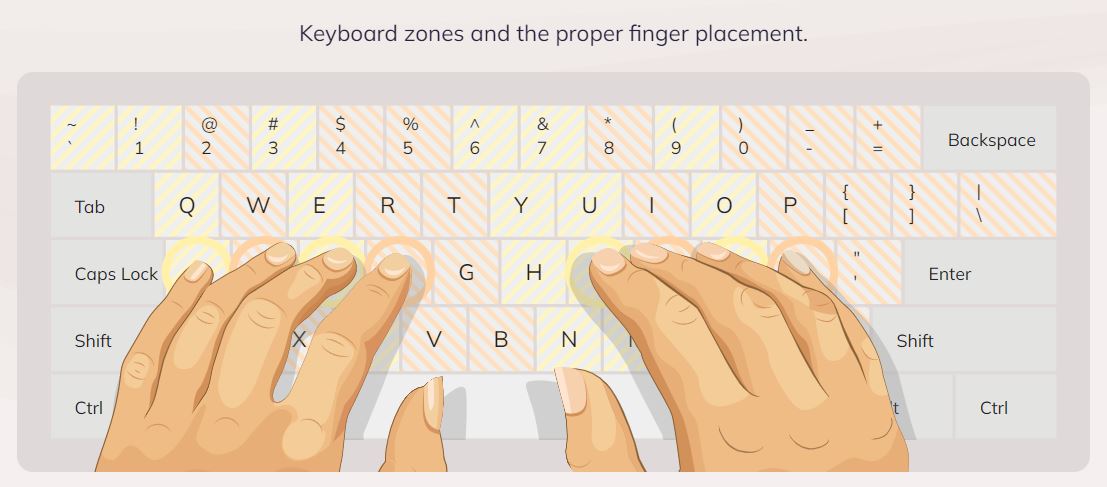 Keyboard zones and the proper finger placement.
~ ! @ # $ % ^ & * ( ) _ +
` 1 2 3 4 5 6 7 8 9 0 - = Backspace
{ } |
Tab Q W E R T Y U I O P [ ] \
"
Caps Lock G H ' Enter
Shift X V B N Shift
Ctrl Ctrl